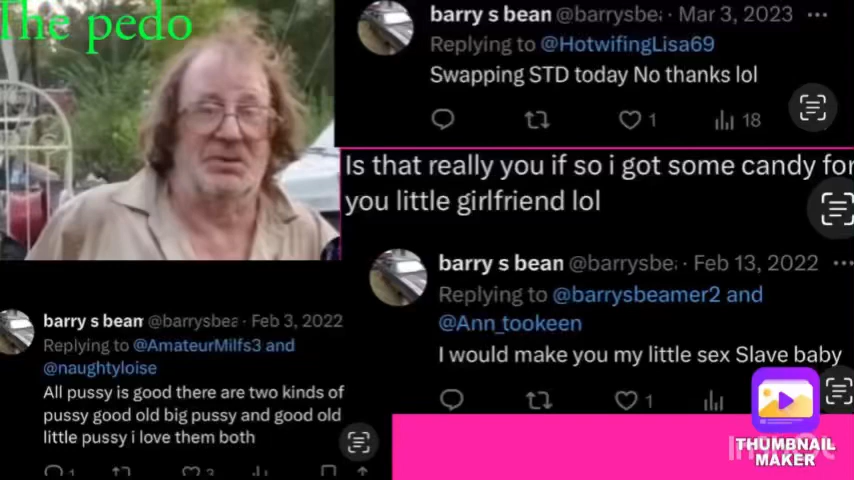 The pedo
barry s bean @barrysbe · Mar 3, 2023
Replying to @HotwifingLisa69
Swapping STD today No thanks lol
1
18
Is that really you if so i got some candy for
you little girlfriend lol
barry s bean @barrysbe · Feb 13, 2022
Replying to @barrysbeamer2 and
@Ann_tookeen
I would make you my little sex Slave baby
1
barry s bean @barrysbea · Feb 3, 2022
Replying to @AmateurMilfs3 and
@naughtyloise
All pussy is good there are two kinds of
pussy good old big pussy and good old
little pussy i love them both
1
3
THUMBNAIL
MAKER